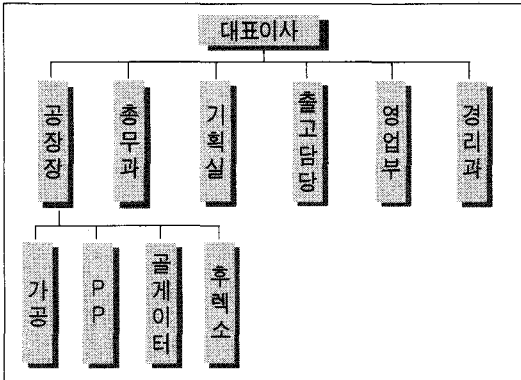 대표이사
공장장
총무과
기획실
출고담당
영업부
경리과
가공
PP
골게이터
후렉소